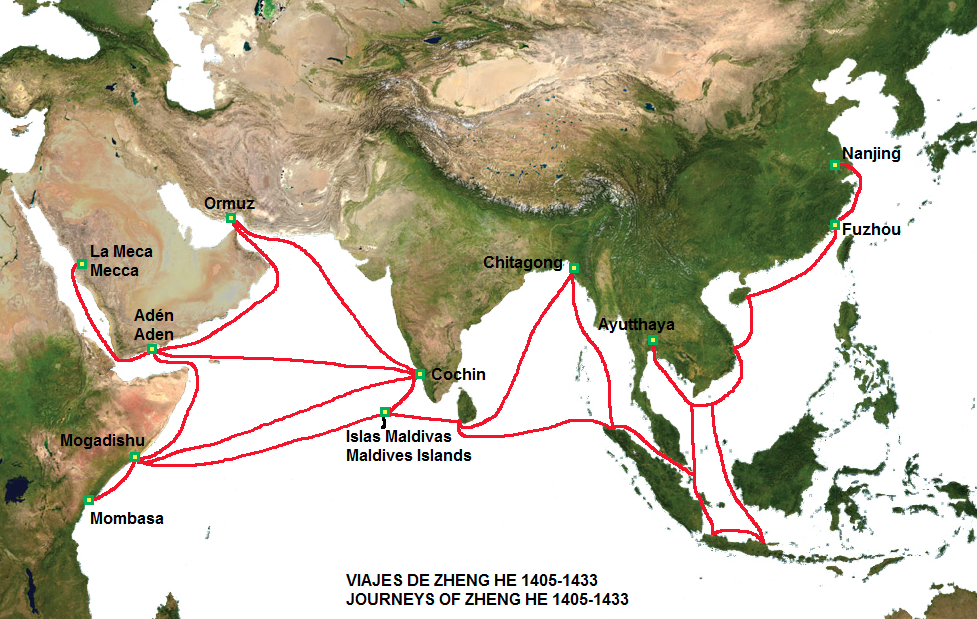 Nanjing
Ormuz
Fuzhou
La Meca
Mecca
Chitagong
Adén
Aden
Ayutthaya
Cochin
Mogadishu
Islas Maldivas
Maldives Islands
Mombasa
VIAJES DE ZHENG HE 1405-1433
JOURNEYS OF ZHENG HE 1405-1433